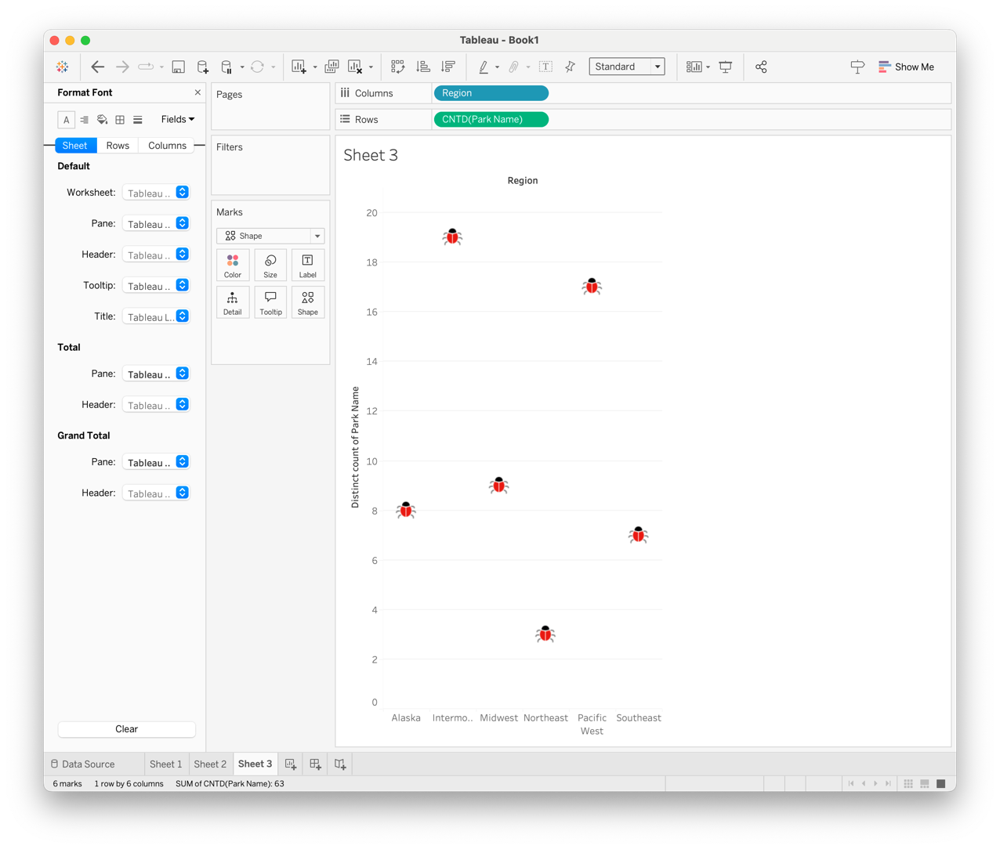 Tableau - Book1
Standard
Show Me
Format Font
Fields
Sheet
Rows
Columns
Default
Worksheet: Tableau ..
Pane: Tableau ..
Header: Tableau ..
Tooltip: Tableau ..
Title: Tableau L..
Total
Pane: Tableau ..
Header: Tableau ..
Grand Total
Pane: Tableau ..
Header: Tableau ..
Clear
Pages
Filters
Marks
Shape
Color
Size
Label
Detail
Tooltip
Shape
Columns
Region
Rows
CNTD(Park Name)
Sheet 3
Region
Distinct count of Park Name
20
18
16
14
12
10
8
6
4
2
0
Alaska
Intermo..
Midwest
Northeast
Pacific
West
Southeast
Data Source
Sheet 1
Sheet 2
Sheet 3
6 marks
1 row by 6 columns
SUM of CNTD(Park Name): 63